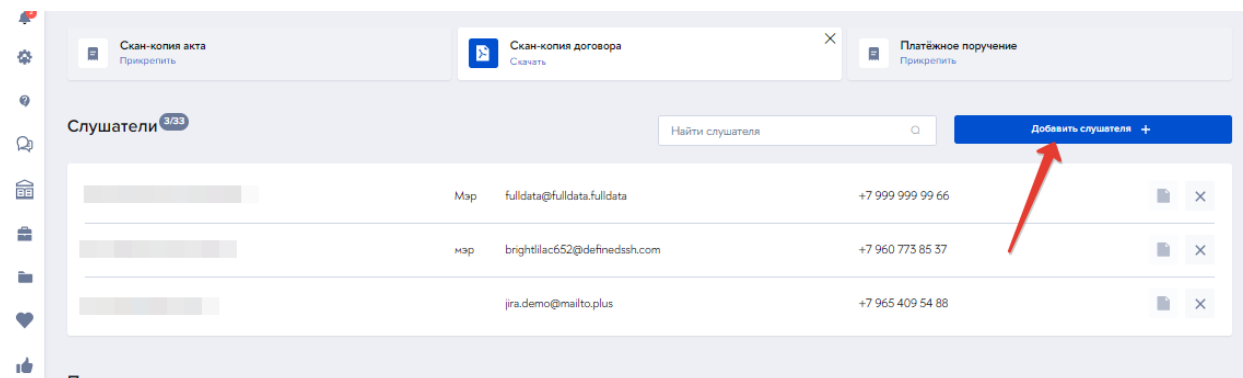 Скан-копия акта
Прикрепить
Скан-копия договора
Скачать
Платёжное поручение
Прикрепить
Слушатели 3/33
Найти слушателя
Добавить слушателя +
Мэр fulldata@fulldata.fulldata +7 999 999 99 66
мэр brightlilac652@definedssh.com +7 960 773 85 37
jira.demo@mailto.plus +7 965 409 54 88